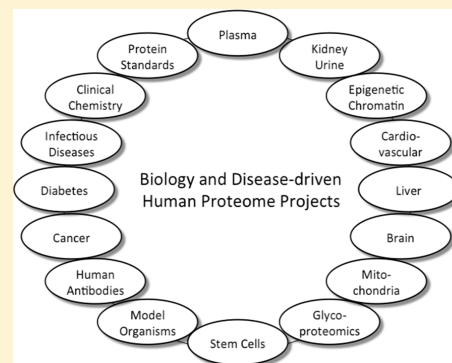 Plasma
Kidney
Urine
Epigenetic
Chromatin
Cardio-
vascular
Liver
Brain
Mito-
chondria
Glyco-
proteomics
Stem Cells
Model
Organisms
Human
Antibodies
Cancer
Diabetes
Infectious
Diseases
Clinical
Chemistry
Protein
Standards
Biology and Disease-driven
Human Proteome Projects